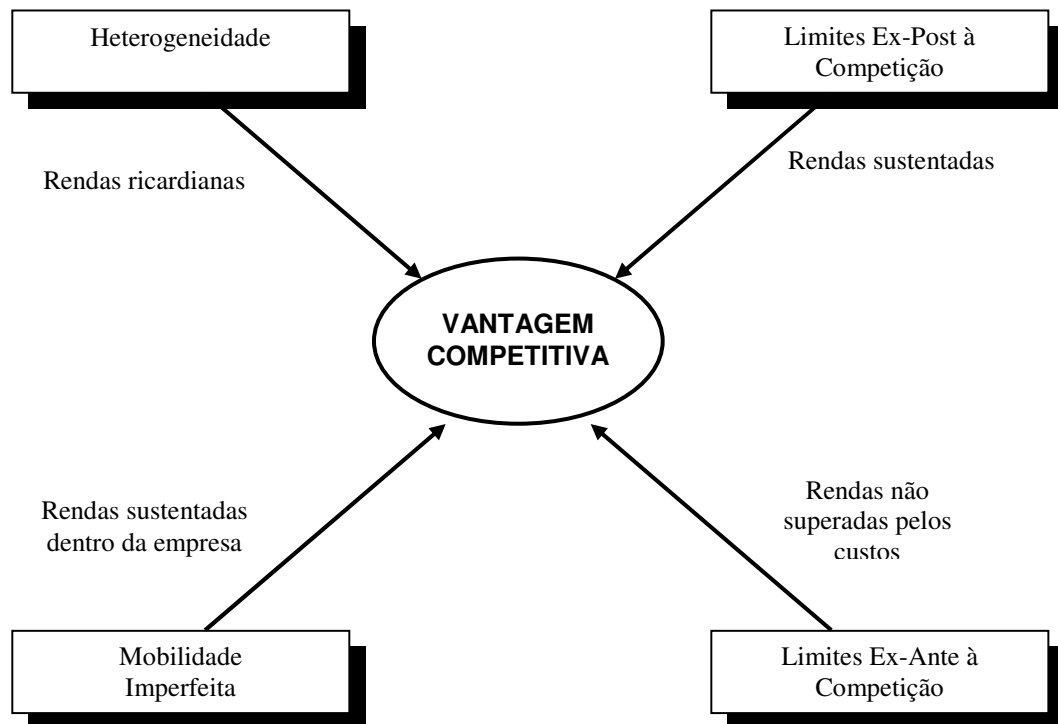 Heterogeneidade
Limites Ex-Post à
Competição
Rendas ricardianas
Rendas sustentadas
VANTAGEM
COMPETITIVA
Rendas sustentadas
dentro da empresa
Rendas não
superadas pelos
custos
Mobilidade
Imperfeita
Limites Ex-Ante à
Competição